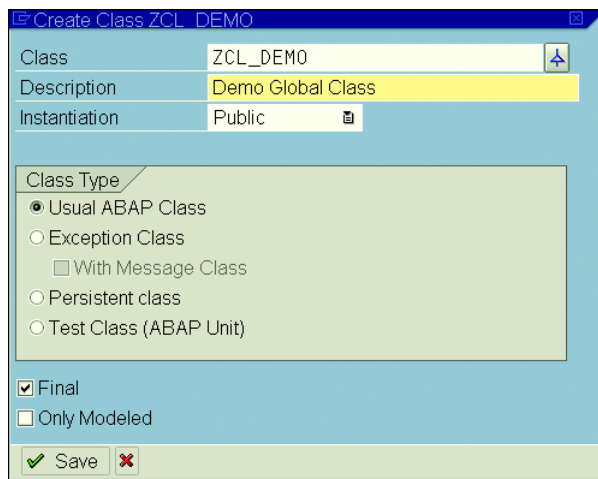 Create Class ZCL_DEMO
Class ZCL_DEMO
Description Demo Global Class
Instantiation Public
Class Type
Usual ABAP Class
Exception Class
With Message Class
Persistent class
Test Class (ABAP Unit)
Final
Only Modeled
Save